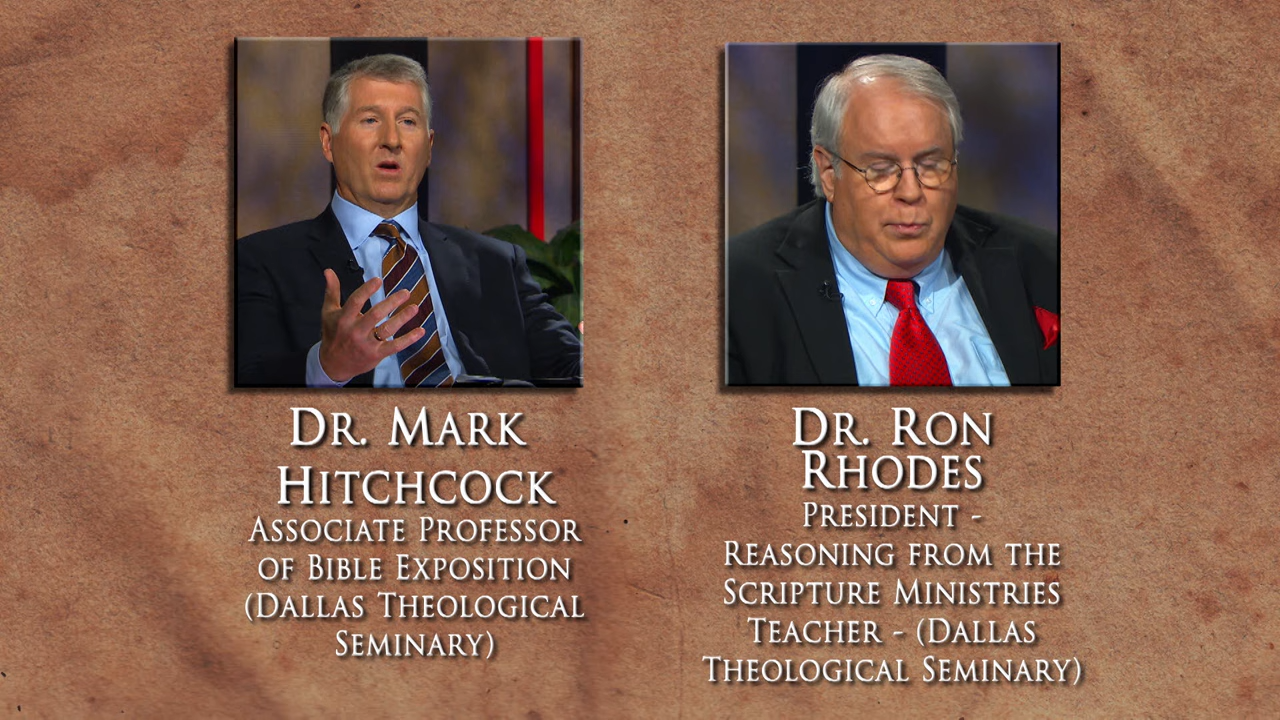 Dr. Mark
Hitchcock
Associate Professor
of Bible Exposition
(Dallas Theological
Seminary)
Dr. Ron
Rhodes
President -
Reasoning from the
Scripture Ministries
Teacher - (Dallas
Theological Seminary)